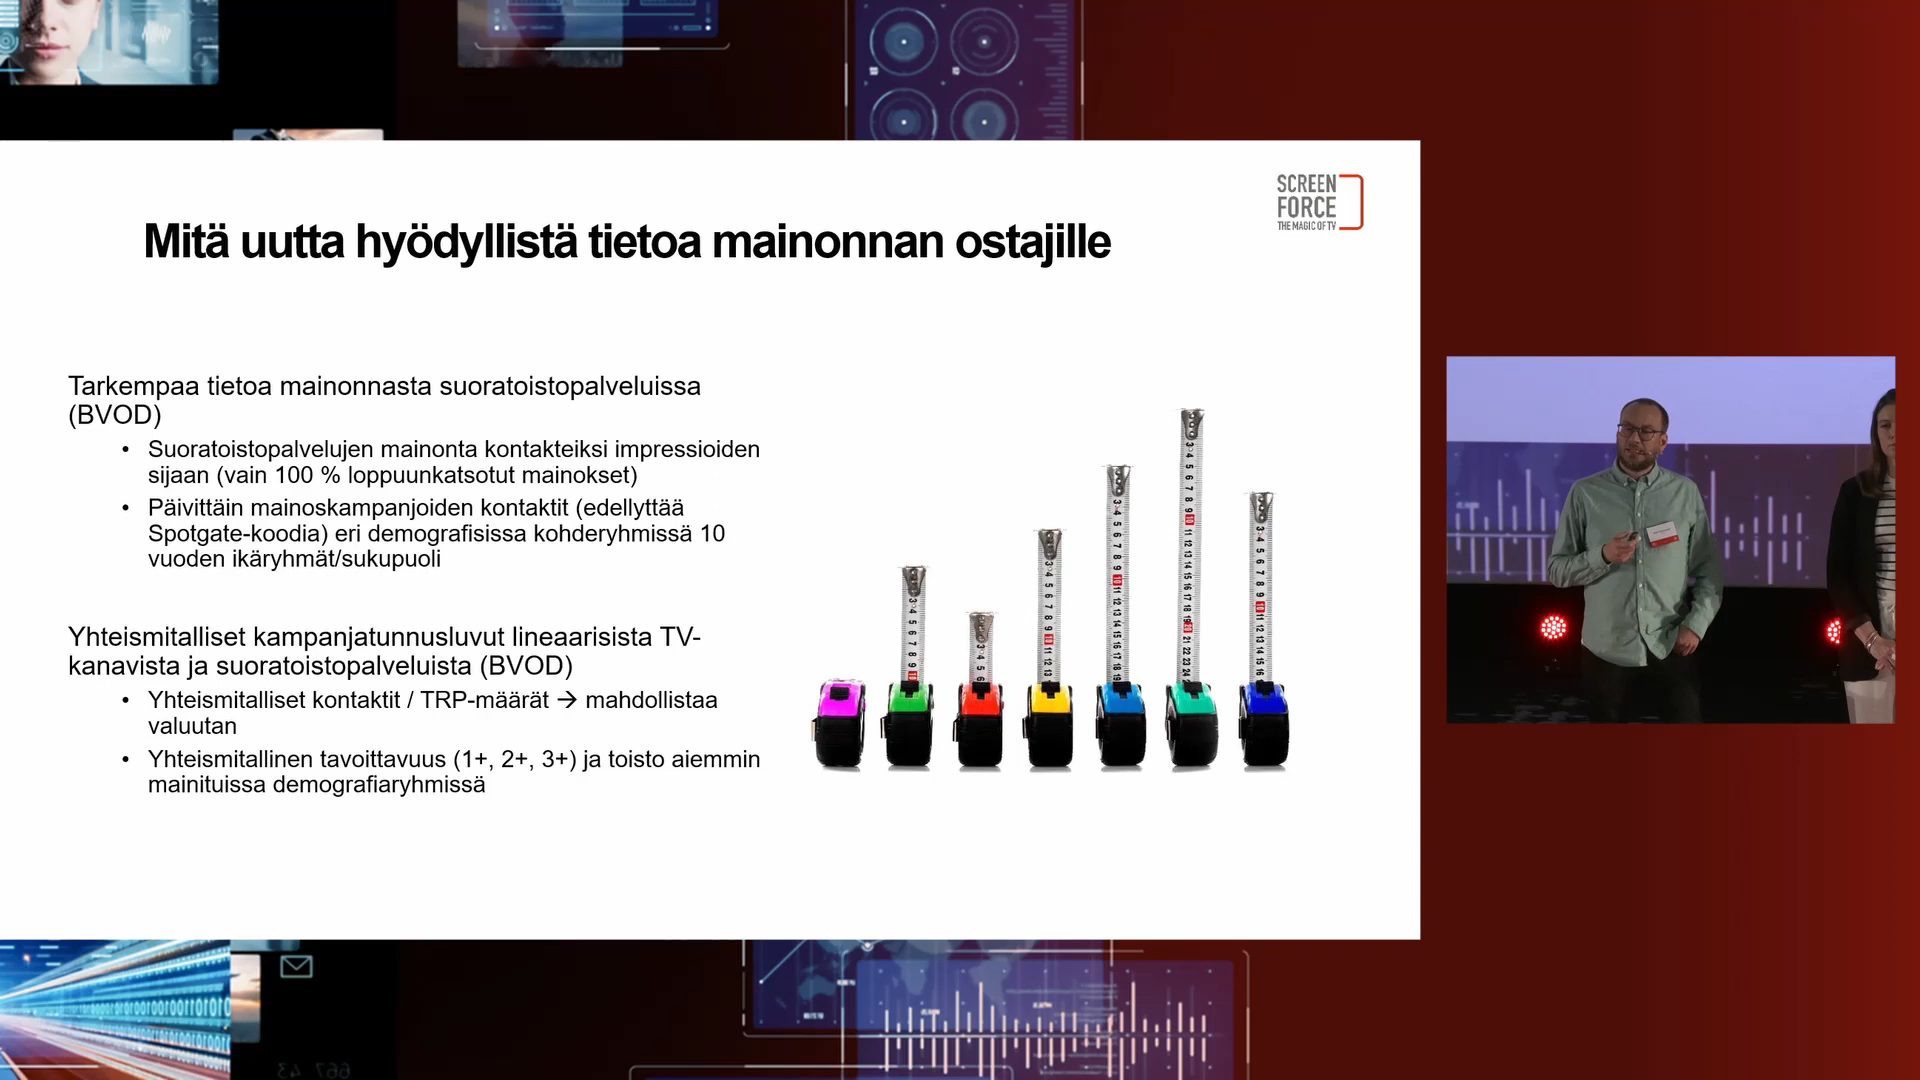 SCREEN
FORCE
THE MAGIC OF TV
Mitä uutta hyödyllistä tietoa mainonnan ostajille
Tarkempaa tietoa mainonnasta suoratoistopalveluissa
(BVOD)
• Suoratoistopalvelujen mainonta kontakteiksi impressioiden
sijaan (vain 100 % loppuunkatsotut mainokset)
• Päivittäin mainoskampanjoiden kontaktit (edellyttää
Spotgate-koodia) eri demografisissa kohderyhmissä 10
vuoden ikäryhmät/sukupuoli
Yhteismitalliset kampanjatunnusluvut lineaarisista TV-
kanavista ja suoratoistopalveluista (BVOD)
• Yhteismitalliset kontaktit / TRP-määrät → mahdollistaa
valuutan
• Yhteismitallinen tavoittavuus (1+, 2+, 3+) ja toisto aiemmin
mainituissa demografiaryhmissä